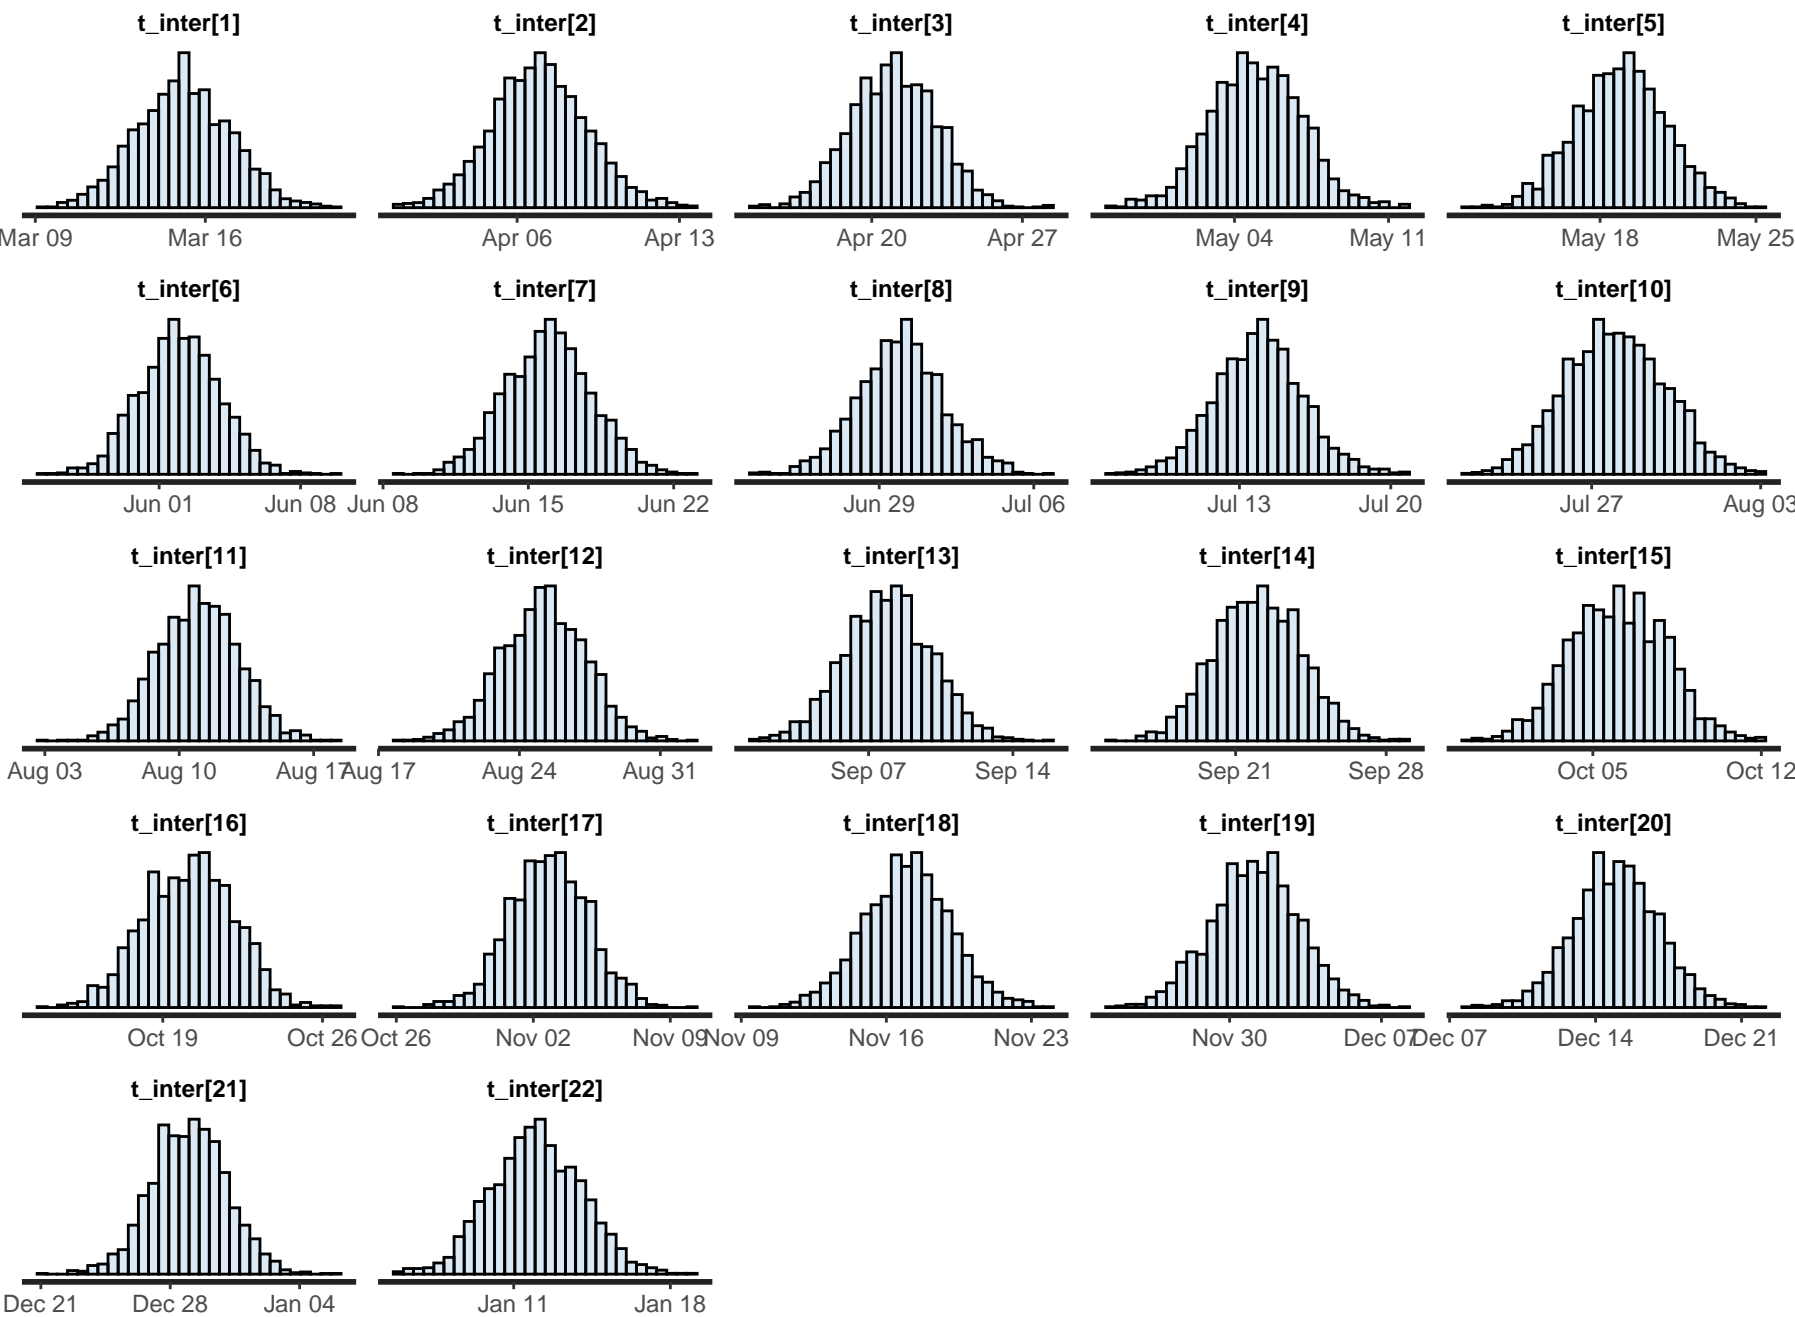 t_inter[1] t_inter[2] t_inter[3] t_inter[4] t_inter[5]
Mar 09 Mar 16 Apr 06 Apr 13 Apr 20 Apr 27 May 04 May 11 May 18 May 25
t_inter[6] t_inter[7] t_inter[8] t_inter[9] t_inter[10]
Jun 01 Jun 08 Jun 08 Jun 15 Jun 22 Jun 29 Jul 06 Jul 13 Jul 20 Jul 27 Aug 03
t_inter[11] t_inter[12] t_inter[13] t_inter[14] t_inter[15]
Aug 03 Aug 10 Aug 17 Aug 17 Aug 24 Aug 31 Sep 07 Sep 14 Sep 21 Sep 28 Oct 05 Oct 12
t_inter[16] t_inter[17] t_inter[18] t_inter[19] t_inter[20]
Oct 19 Oct 26 Oct 26 Nov 02 Nov 09 Nov 09 Nov 16 Nov 23 Nov 30 Dec 07 Dec 07 Dec 14 Dec 21
t_inter[21] t_inter[22]
Dec 21 Dec 28 Jan 04 Jan 11 Jan 18